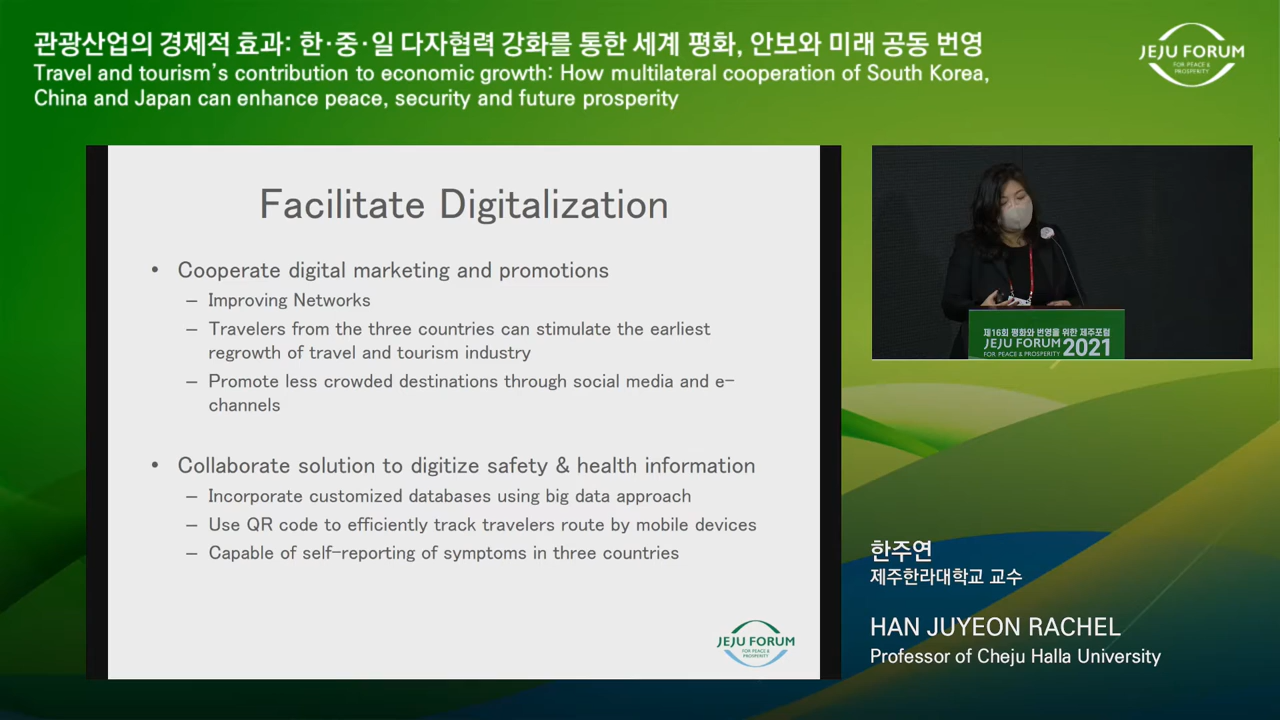 관광산업의 경제적 효과: 한·중·일 다자협력 강화를 통한 세계 평화, 안보와 미래 공동 번영
Travel and tourism's contribution to economic growth: How multilateral cooperation of South Korea,
China and Japan can enhance peace, security and future prosperity
JEJU FORUM
FOR PEACE &
PROSPERITY
Facilitate Digitalization
• Cooperate digital marketing and promotions
– Improving Networks
– Travelers from the three countries can stimulate the earliest
regrowth of travel and tourism industry
– Promote less crowded destinations through social media and e-
channels
• Collaborate solution to digitize safety & health information
– Incorporate customized databases using big data approach
– Use QR code to efficiently track travelers route by mobile devices
– Capable of self-reporting of symptoms in three countries
JEJU FORUM
FOR PEACE &
PROSPERITY
제16회 평화와 번영을 위한 제주포럼
JEJU FORUM 2021
FOR PEACE & PROSPERITY
한주연
제주한라대학교 교수
HAN JUYEON RACHEL
Professor of Cheju Halla University